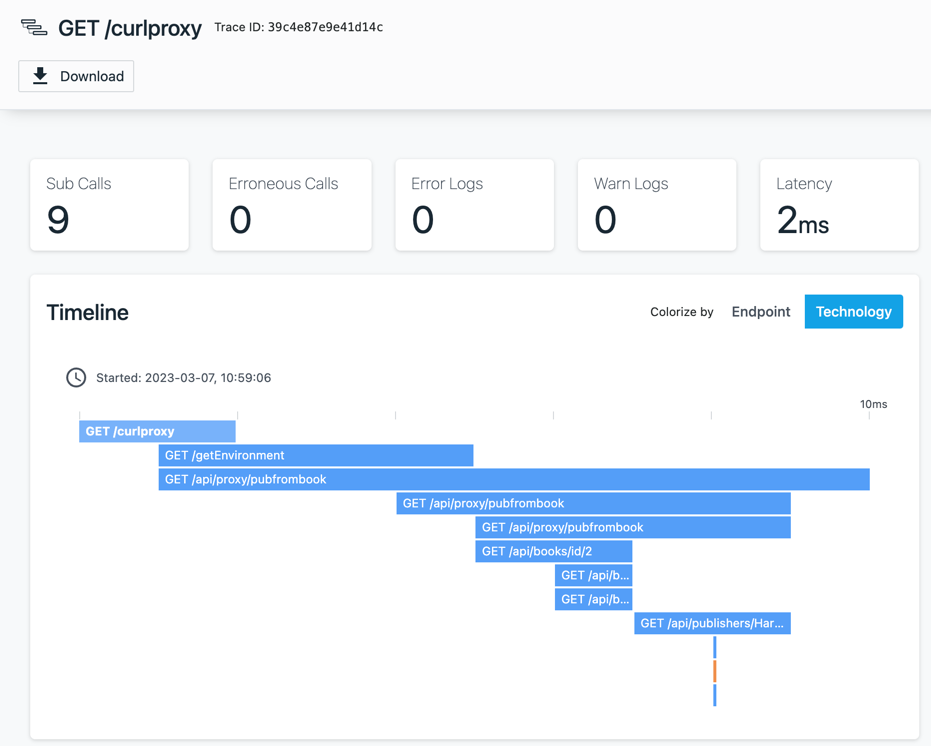 GET /curlproxy Trace ID: 39c4e87e9e41d14c
Download
Sub Calls
9
Erroneous Calls
0
Error Logs
0
Warn Logs
0
Latency
2ms
Timeline
Colorize by Endpoint Technology
Started: 2023-03-07, 10:59:06
10ms
GET /curlproxy
GET /getEnvironment
GET /api/proxy/pubfrombook
GET /api/proxy/pubfrombook
GET /api/proxy/pubfrombook
GET /api/books/id/2
GET /api/b...
GET /api/b...
GET /api/publishers/Har...